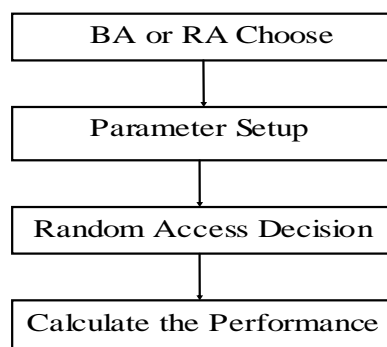 BA or RA Choose
Parameter Setup
Random Access Decision
Calculate the Performance